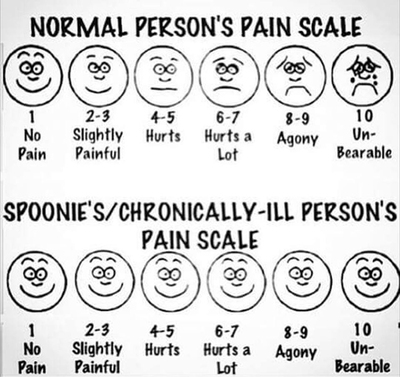 NORMAL PERSON'S PAIN SCALE
1 2-3 4-5 6-7 8-9 10
No Slightly Hurts Hurts a Agony Un-
Pain Painful Lot Bearable
SPOONIE'S/CHRONICALLY-ILL PERSON'S
PAIN SCALE
1 2-3 4-5 6-7 8-9 10
No Slightly Hurts Hurts a Agony Un-
Pain Painful Lot Bearable